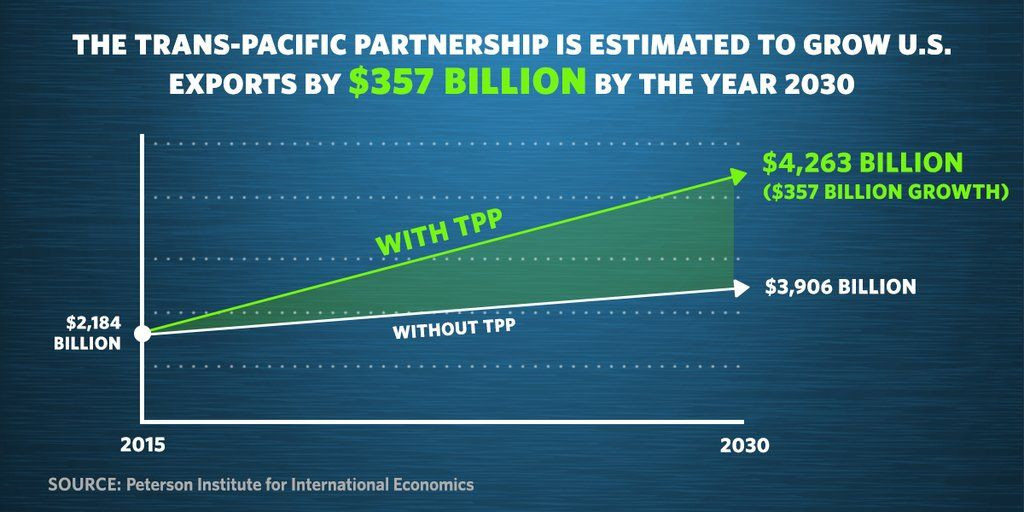 THE TRANS-PACIFIC PARTNERSHIP IS ESTIMATED TO GROW U.S.
EXPORTS BY $357 BILLION BY THE YEAR 2030
$4,263 BILLION
($357 BILLION GROWTH)
WITH TPP
$3,906 BILLION
WITHOUT TPP
$2,184
BILLION
2015
2030
SOURCE: Peterson Institute for International Economics